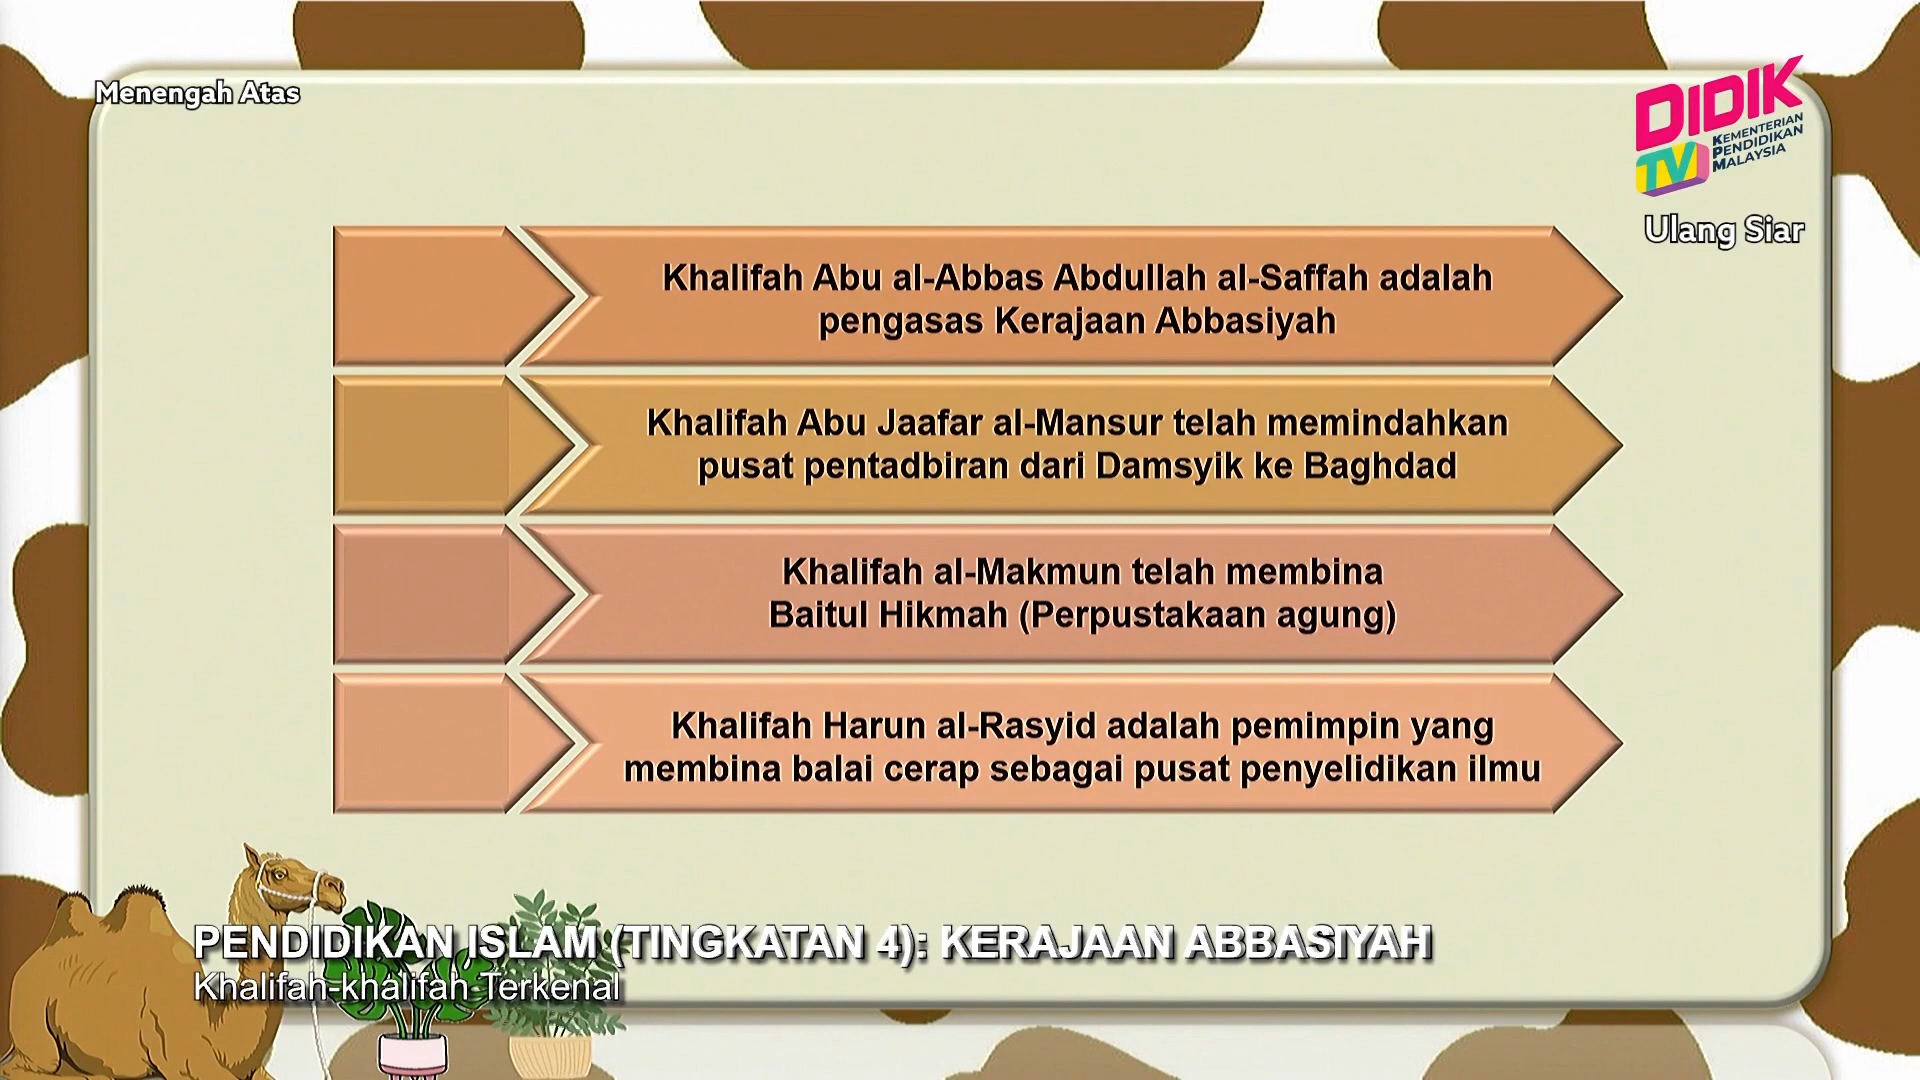 Menengah Atas
DIDIK
TV
KEMENTERIAN
PENDIDIKAN
MALAYSIA
Ulang Siar
Khalifah Abu al-Abbas Abdullah al-Saffah adalah
pengasas Kerajaan Abbasiyah
Khalifah Abu Jaafar al-Mansur telah memindahkan
pusat pentadbiran dari Damsyik ke Baghdad
Khalifah al-Makmun telah membina
Baitul Hikmah (Perpustakaan agung)
Khalifah Harun al-Rasyid adalah pemimpin yang
membina balai cerap sebagai pusat penyelidikan ilmu
PENDIDIKAN ISLAM (TINGKATAN 4): KERAJAAN ABBASIYAH
Khalifah-khalifah Terkenal